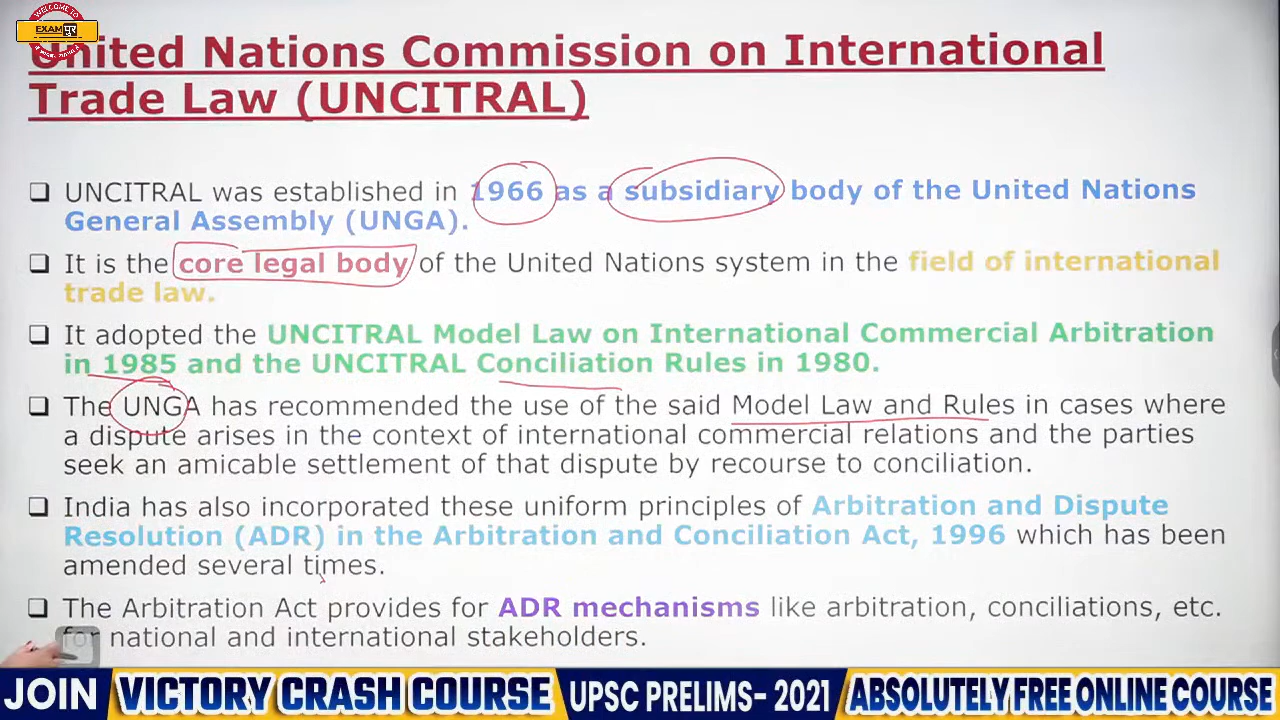 WELCOME TO
EXAMपुर
United Nations Commission on International
Trade Law (UNCITRAL)
❑ UNCITRAL was established in 1966 as a subsidiary body of the United Nations
General Assembly (UNGA).
❑ It is the core legal body of the United Nations system in the field of international
trade law.
❑ It adopted the UNCITRAL Model Law on International Commercial Arbitration
in 1985 and the UNCITRAL Conciliation Rules in 1980.
❑ The UNGA has recommended the use of the said Model Law and Rules in cases where
a dispute arises in the context of international commercial relations and the parties
seek an amicable settlement of that dispute by recourse to conciliation.
❑ India has also incorporated these uniform principles of Arbitration and Dispute
Resolution (ADR) in the Arbitration and Conciliation Act, 1996 which has been
amended several times.
❑ The Arbitration Act provides for ADR mechanisms like arbitration, conciliations, etc.
for national and international stakeholders.
JOIN VICTORY CRASH COURSE UPSC PRELIMS- 2021 ABSOLUTELY FREE ONLINE COURSE